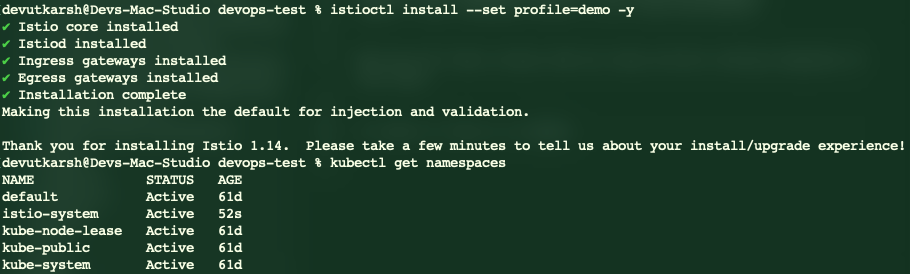 devutkarsh@Devs-Mac-Studio devops-test % istioctl install --set profile=demo -y
✔ Istio core installed
✔ Istiod installed
✔ Ingress gateways installed
✔ Egress gateways installed
✔ Installation complete
Making this installation the default for injection and validation.
Thank you for installing Istio 1.14.  Please take a few minutes to tell us about your install/upgrade experience!
devutkarsh@Devs-Mac-Studio devops-test % kubectl get namespaces
NAME              STATUS   AGE
default           Active   61d
istio-system      Active   52s
kube-node-lease   Active   61d
kube-public       Active   61d
kube-system       Active   61d